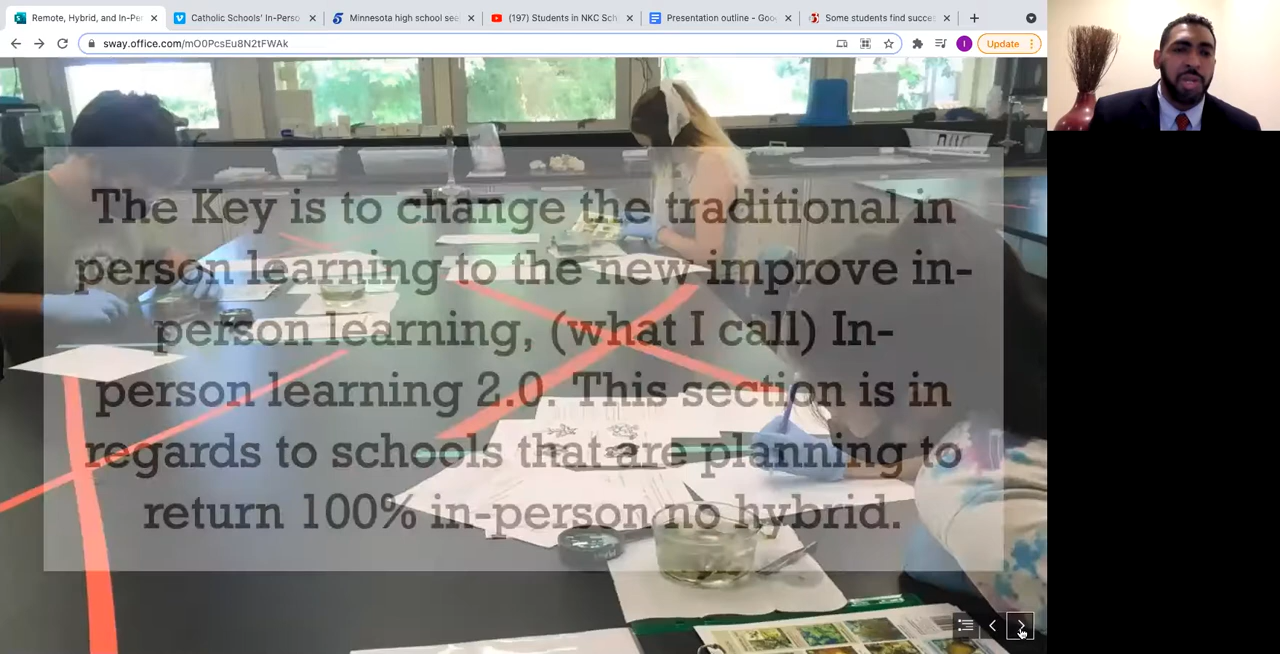 Remote, Hybrid, and In-Pe
Catholic Schools' In-Perso
Minnesota high school see
(197) Students in NKC Sch
Presentation outline - Goo
Some students find succe
sway.office.com/mO0PcsEu8N2tFWAk
I
Update
The Key is to change the traditional in
person learning to the new improve in-
person learning, (what I call) In-
person learning 2.0. This section is in
regards to schools that are planning to
return 100% in-person no hybrid.